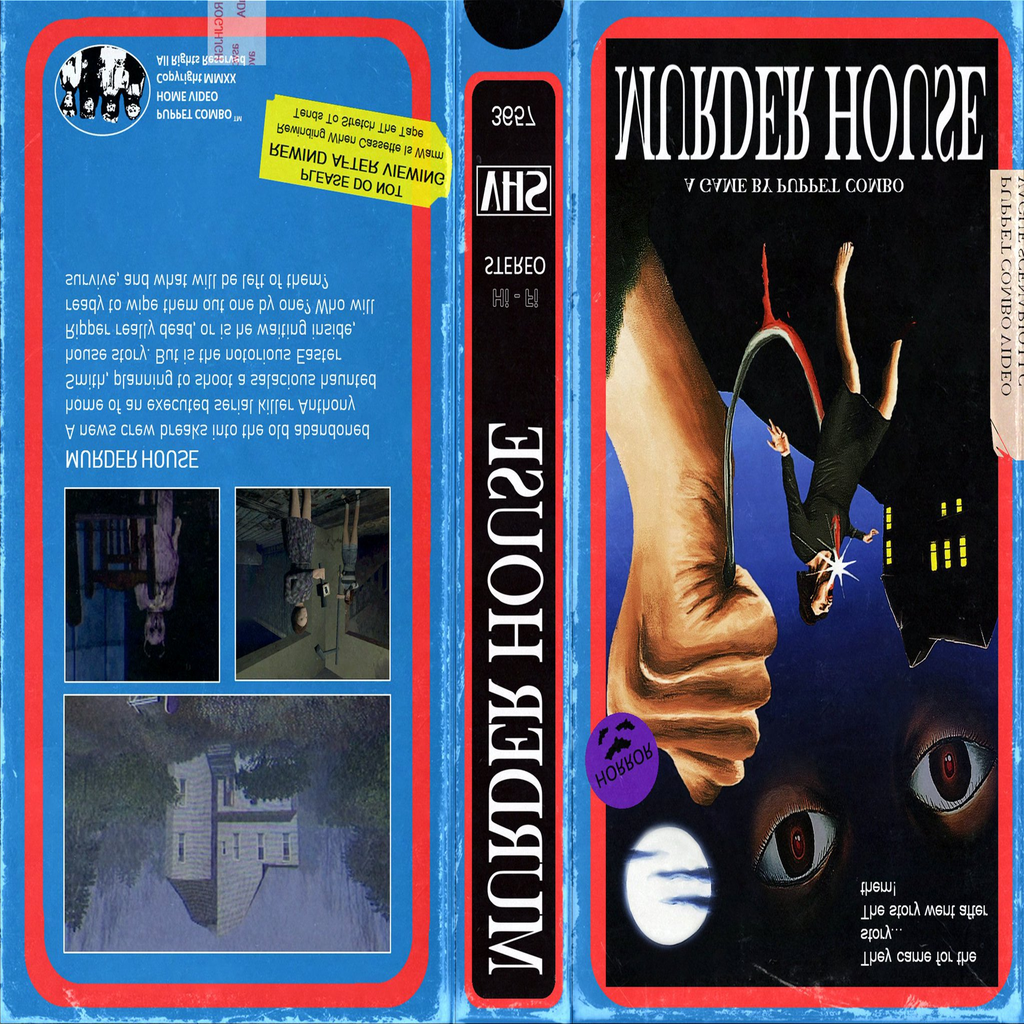 MURDER HOUSE
A news crew breaks into the old abandoned
home of an executed serial killer Anthony
Smith, planning to shoot a salacious haunted
house story. But is the notorious Easter
Ripper really dead, or is he waiting inside,
ready to wipe them out one by one? Who will
survive, and what will be left of them?
PLEASE DO NOT
REWIND AFTER VIEWING
Rewinding When Cassette Is Warm
Tends To Stretch The Tape
PUPPET COMBO™
HOME VIDEO
Copyright MMXX
All Rights Reserved
MURDER HOUSE
Hi-Fi
STEREO
VHS
3657
They came for the
story...
The story went after
them!
HORROR
PUPPET COMBO VIDEO
A GAME BY PUPPET COMBO
MURDER HOUSE